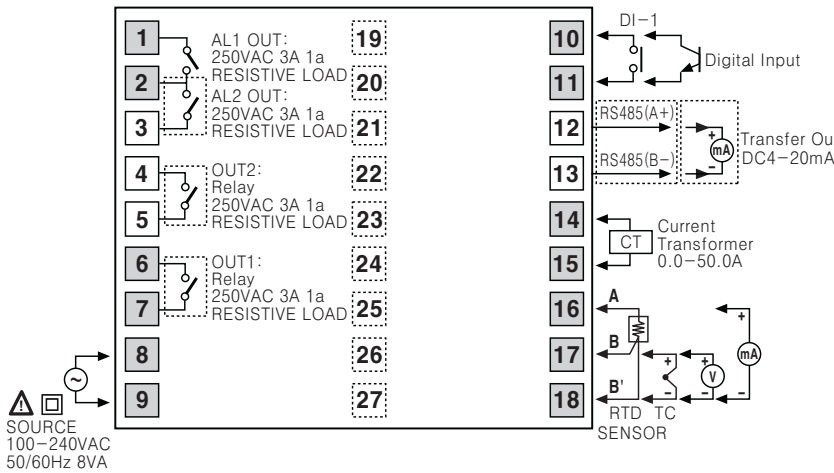 1
2
3
4
5
6
7
8
9
AL1 OUT:
250VAC 3A 1a
RESISTIVE LOAD
AL2 OUT:
250VAC 3A 1a
RESISTIVE LOAD
OUT2:
Relay
250VAC 3A 1a
RESISTIVE LOAD
OUT1:
Relay
250VAC 3A 1a
RESISTIVE LOAD
19
20
21
22
23
24
25
26
27
10
11
12
13
14
15
16
17
18
DI-1
Digital Input
RS485(A+)
RS485(B-)
+
mA
-
Transfer Ou
DC4-20mA
CT
Current
Transformer
0.0-50.0A
A
B
B'
RTD
SENSOR
+
-
TC
+
V
-
+
mA
-
~
!
SOURCE
100-240VAC
50/60Hz 8VA